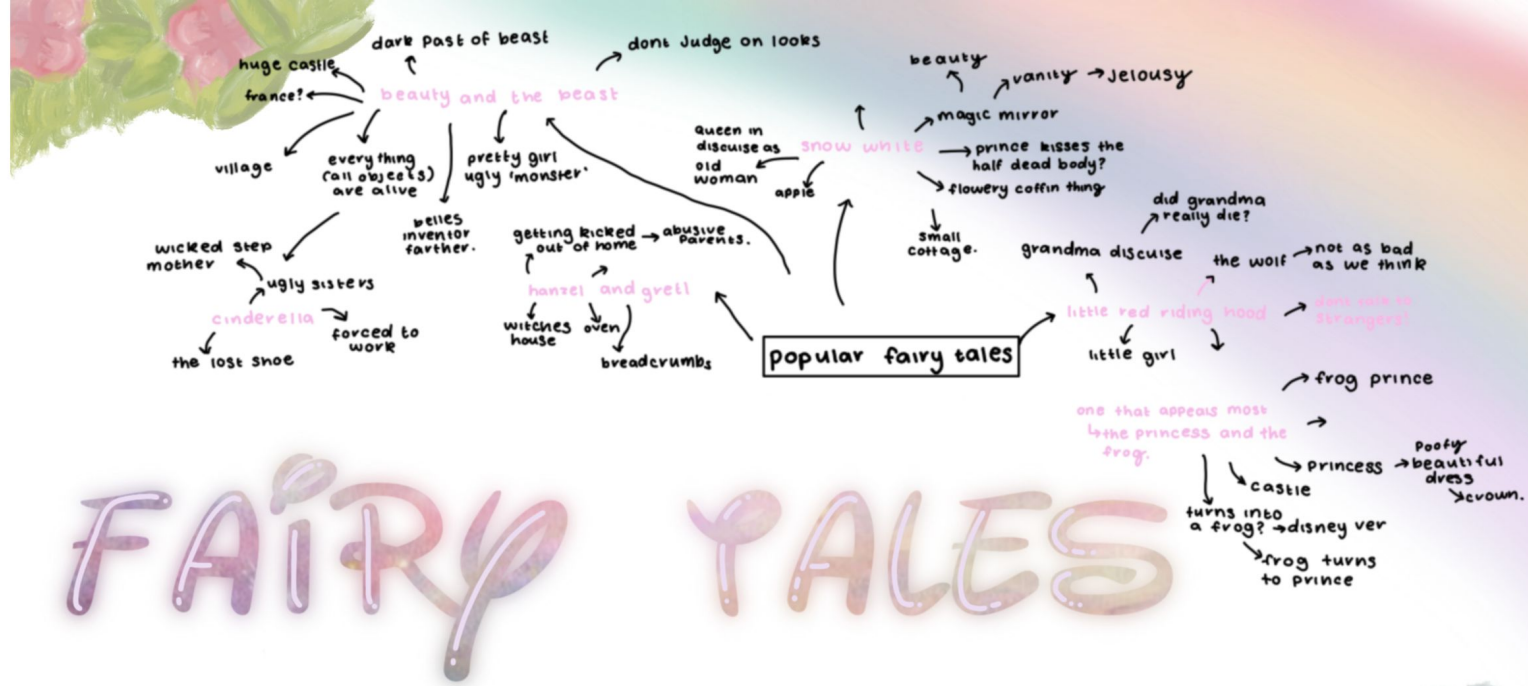 dark past of beast
dont Judge on looks
huge castle
france?
beauty and the beast
village
every thing
(all objects)
are alive
pretty girl
ugly 'monster'
belles
inventor
farther.
beauty
vanity → Jelousy
magic mirror
queen in
discuise as
old
woman
snow white
prince kisses the
half dead body?
apple
flowery coffin thing
small
cottage.
wicked step
mother
ugly sisters
cinderella
forced to
work
the lost shoe
getting kicked
out of home → abusive
parents.
hanzel and gretl
witches
house
oven
breadcrumbs
popular fairy tales
did grandma
really die?
grandma discuise
the wolf
not as bad
as we think
little red riding hood
dont talk to
strangers!
little girl
one that appeals most
↳the princess and the
frog.
frog prince
princess
poofy
beautiful
dress
crown.
castle
turns into
a frog? → disney ver
frog turns
to prince
FAiRY TALES